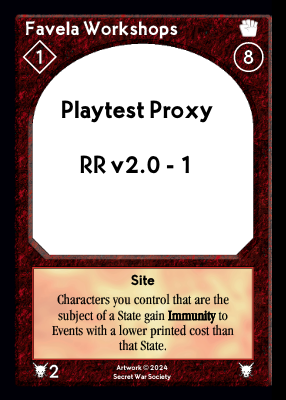 Favela Workshops
1
8
Playtest Proxy
RR v2.0 - 1
Site
Characters you control that are the
subject of a State gain Immunity to
Events with a lower printed cost than
that State.
2
Artwork © 2024
Secret War Society